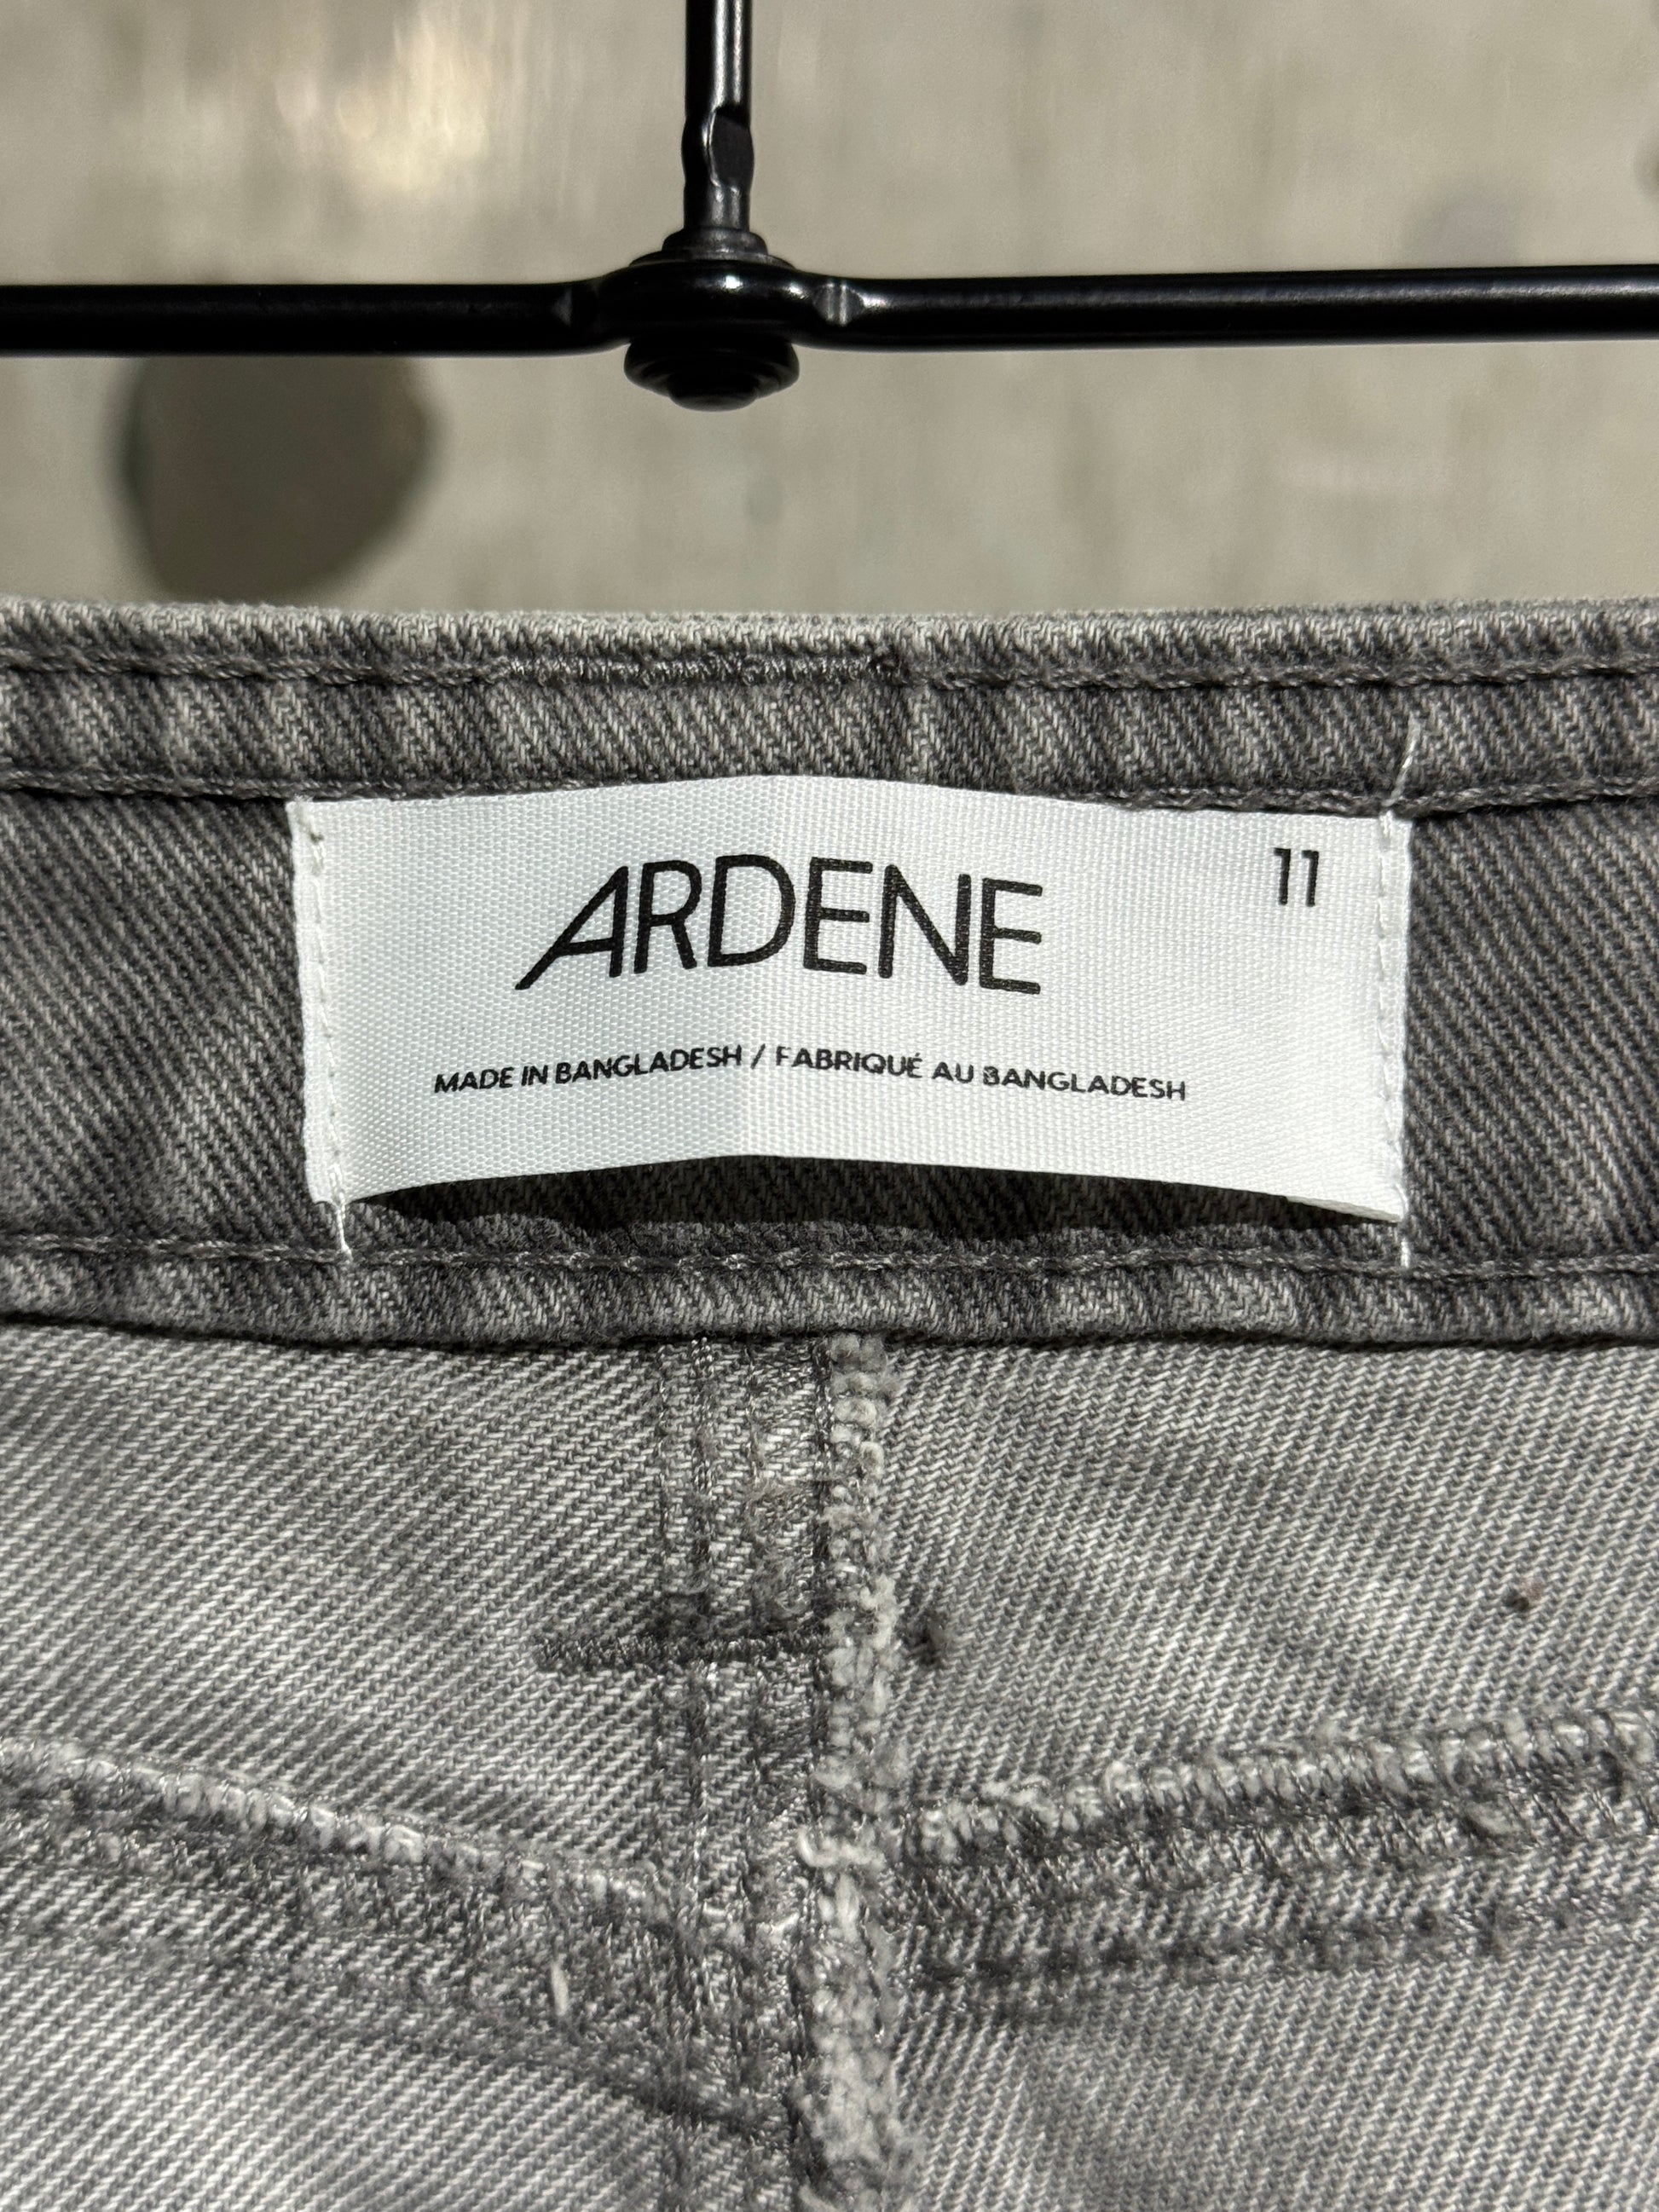 ARDENE
11
MADE IN BANGLADESH / FABRIQUÉ AU BANGLADESH